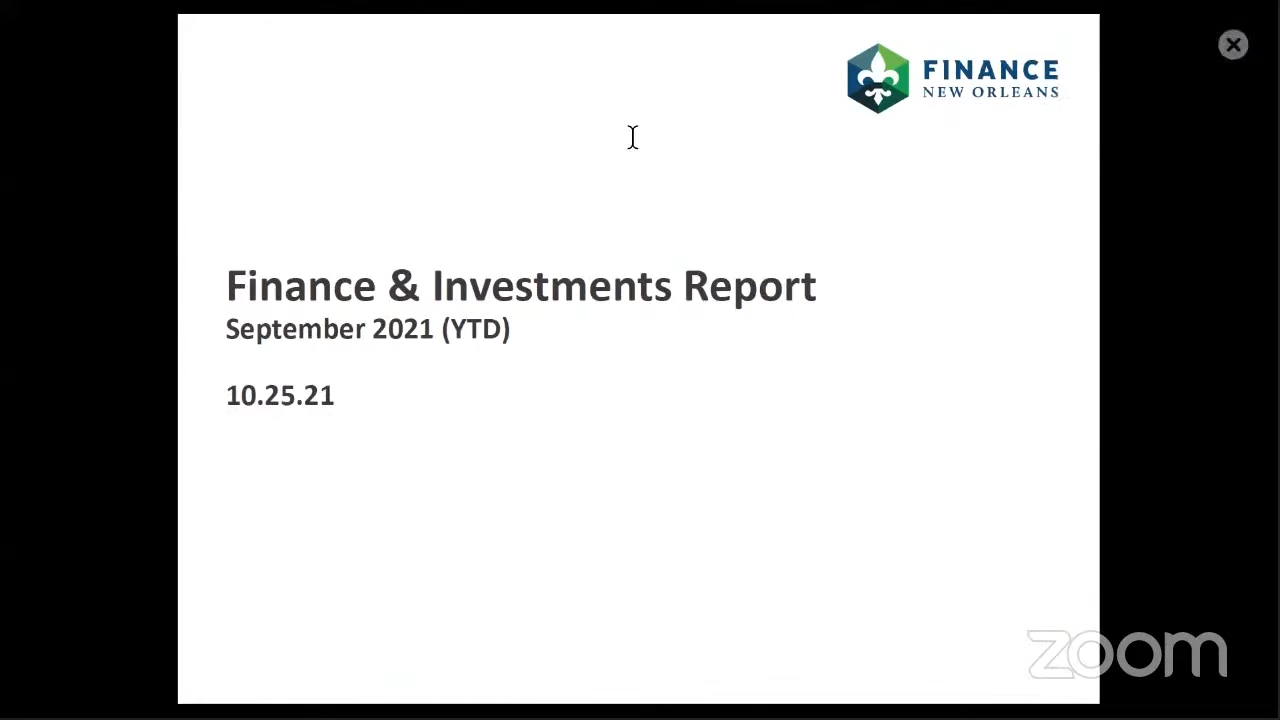 FINANCE
NEW ORLEANS
Finance & Investments Report
September 2021 (YTD)
10.25.21
zoom